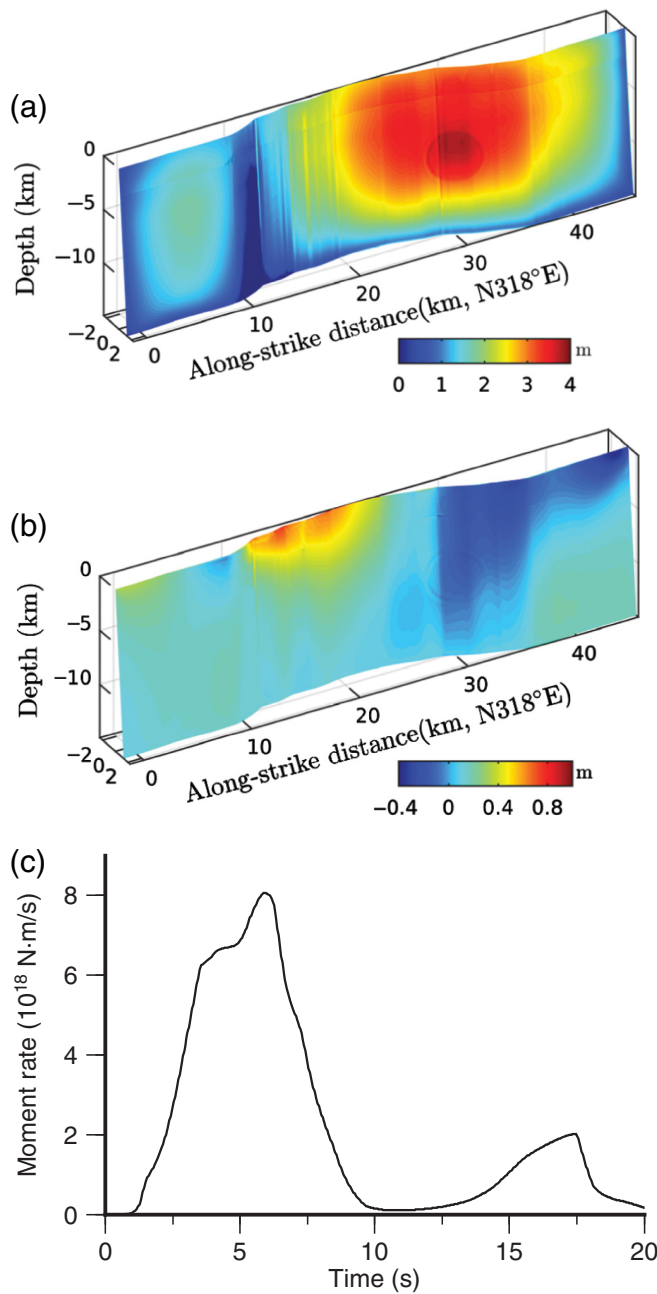 (a)
0
−5
−10
−2
0
2
Depth (km)
0
10
20
30
40
Along-strike distance(km, N318°E)
m
0 1 2 3 4
(b)
0
−5
−10
−2
0
2
Depth (km)
0
10
20
30
40
Along-strike distance(km, N318°E)
m
−0.4 0 0.4 0.8
(c)
8
6
4
2
0
Moment rate (10¹⁸ N·m/s)
0 5 10 15 20
Time (s)